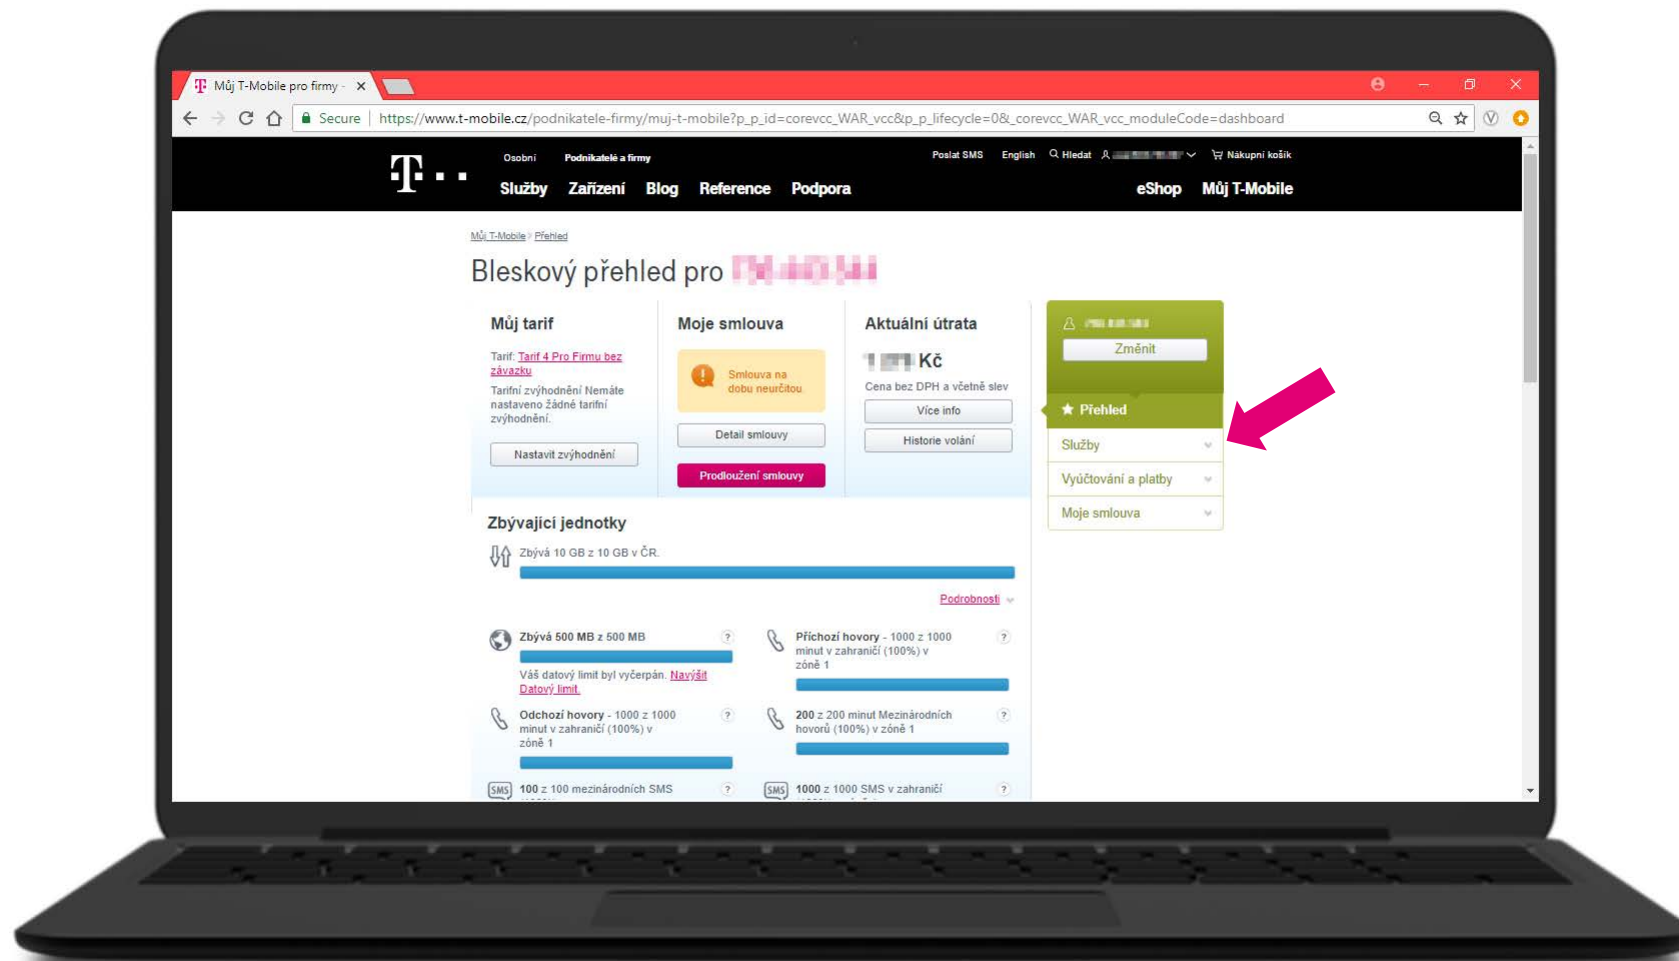 Můj T-Mobile pro firmy -
Secure | https://www.t-mobile.cz/podnikatele-firmy/muj-t-mobile?p_p_id=corevcc_WAR_vcc&p_p_lifecycle=0&_corevcc_WAR_vcc_moduleCode=dashboard
Osobní Podnikatelé a firmy Poslat SMS English Hledat Nákupní košík
Služby Zařízení Blog Reference Podpora eShop Můj T-Mobile
Můj T-Mobile > Přehled
Bleskový přehled pro
Můj tarif
Tarif: Tarif 4 Pro Firmu bez
závazku
Tarifní zvýhodnění Nemáte
nastaveno žádné tarifní
zvýhodnění.
Nastavit zvýhodnění
Moje smlouva
Smlouva na
dobu neurčitou
Detail smlouvy
Prodloužení smlouvy
Aktuální útrata
Kč
Cena bez DPH a včetně slev
Více info
Historie volání
Změnit
Přehled
Služby
Vyúčtování a platby
Moje smlouva
Zbývající jednotky
Zbývá 10 GB z 10 GB v ČR.
Podrobnosti
Zbývá 500 MB z 500 MB ?
Váš datový limit byl vyčerpán. Navýšit
Datový limit.
Příchozí hovory - 1000 z 1000 ?
minut v zahraničí (100%) v
zóně 1
Odchozí hovory - 1000 z 1000 ?
minut v zahraničí (100%) v
zóně 1
200 z 200 minut Mezinárodních ?
hovorů (100%) v zóně 1
SMS 100 z 100 mezinárodních SMS ?
SMS 1000 z 1000 SMS v zahraničí ?